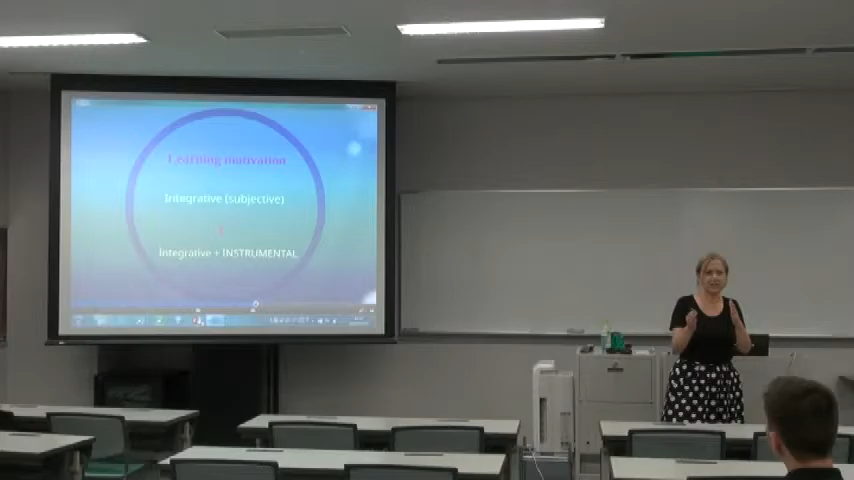 Learning motivation
Integrative (subjective)
Integrative + INSTRUMENTAL